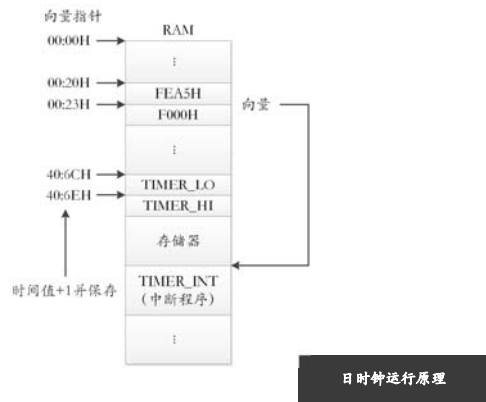 向量指针
RAM
00:00H
⋮
00:20H
FEA5H
00:23H
F000H
向量
⋮
40:6CH
TIMER_LO
40:6EH
TIMER_HI
存储器
时间值+1并保存
TIMER_INT
(中断程序)
⋮
日时钟运行原理